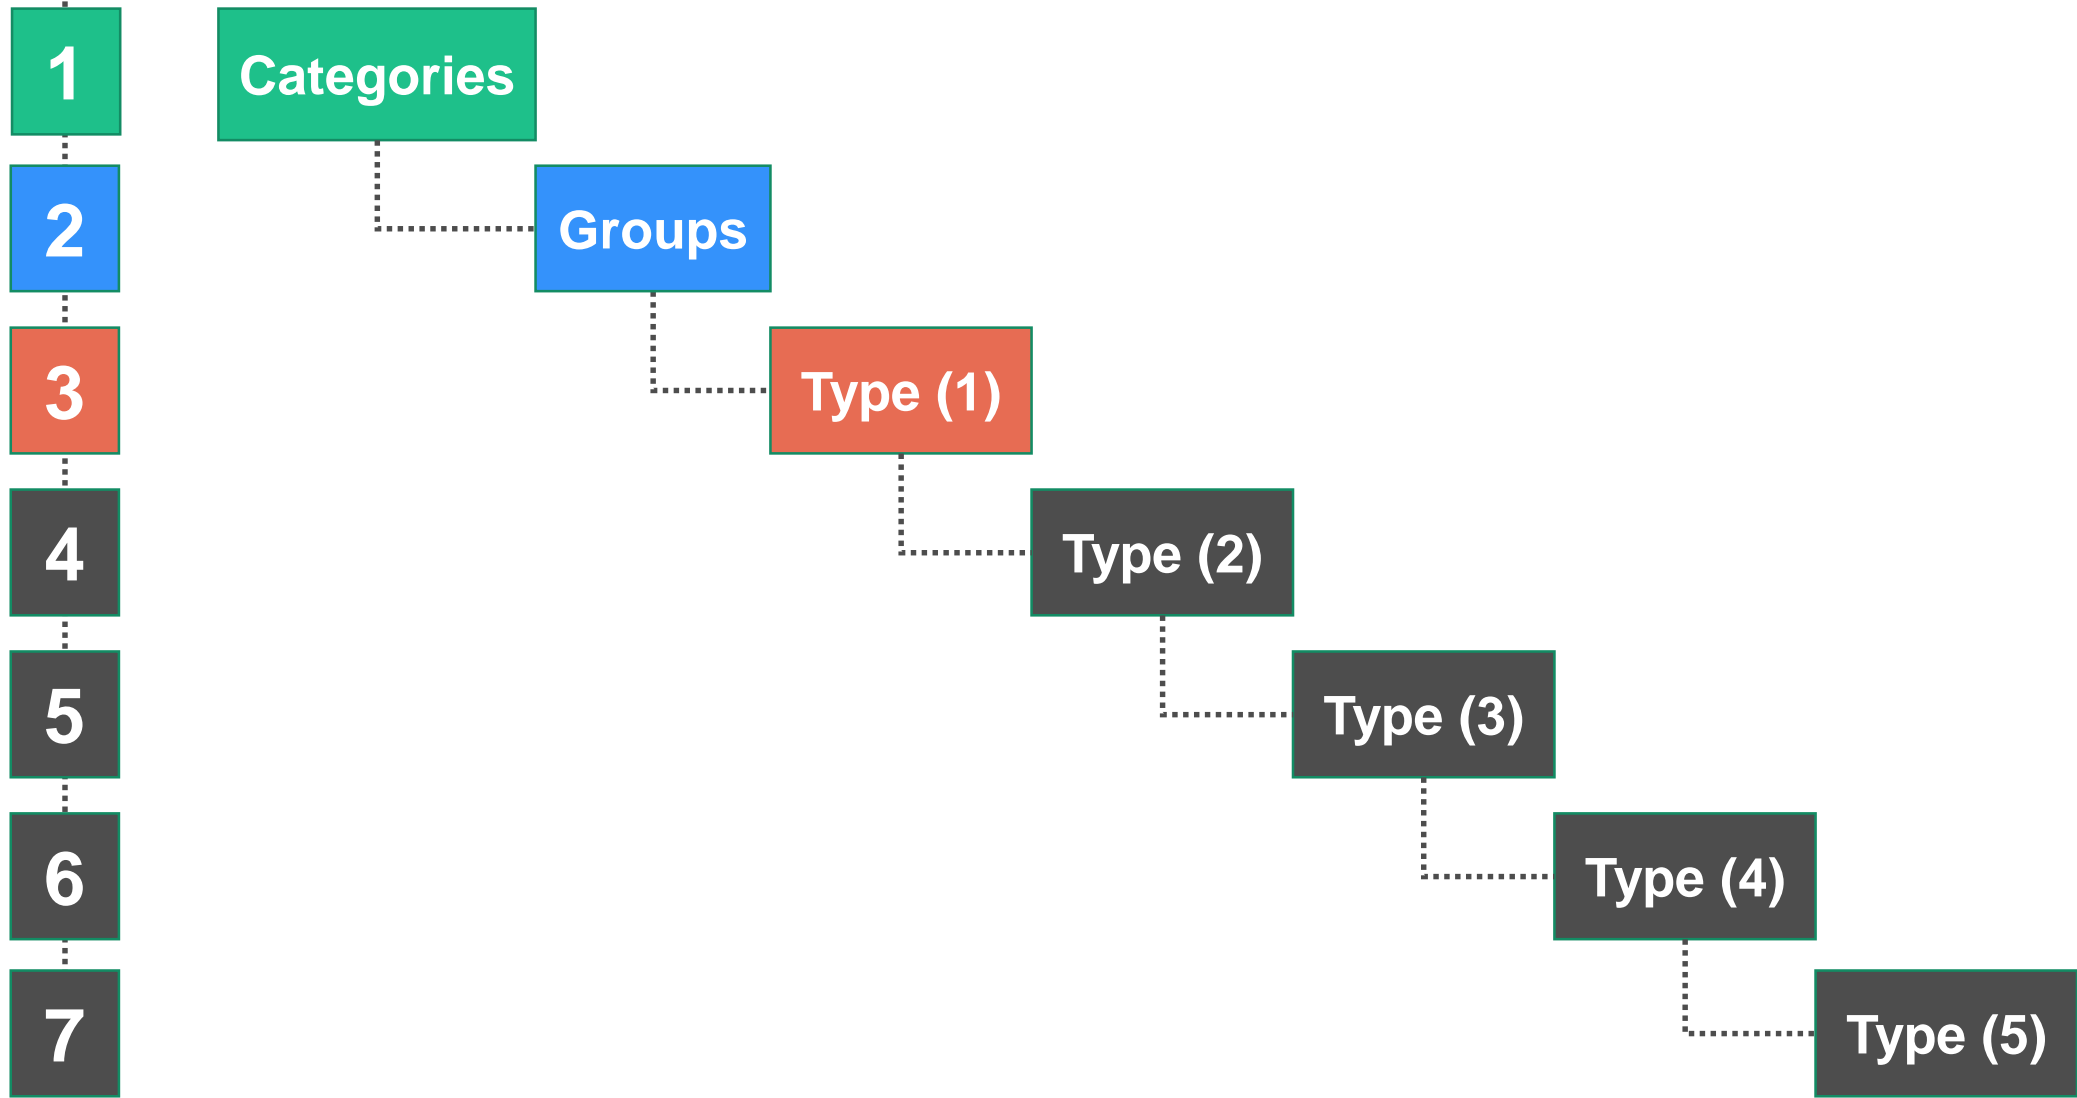 1
Categories
2
Groups
3
Type (1)
4
Type (2)
5
Type (3)
6
Type (4)
7
Type (5)